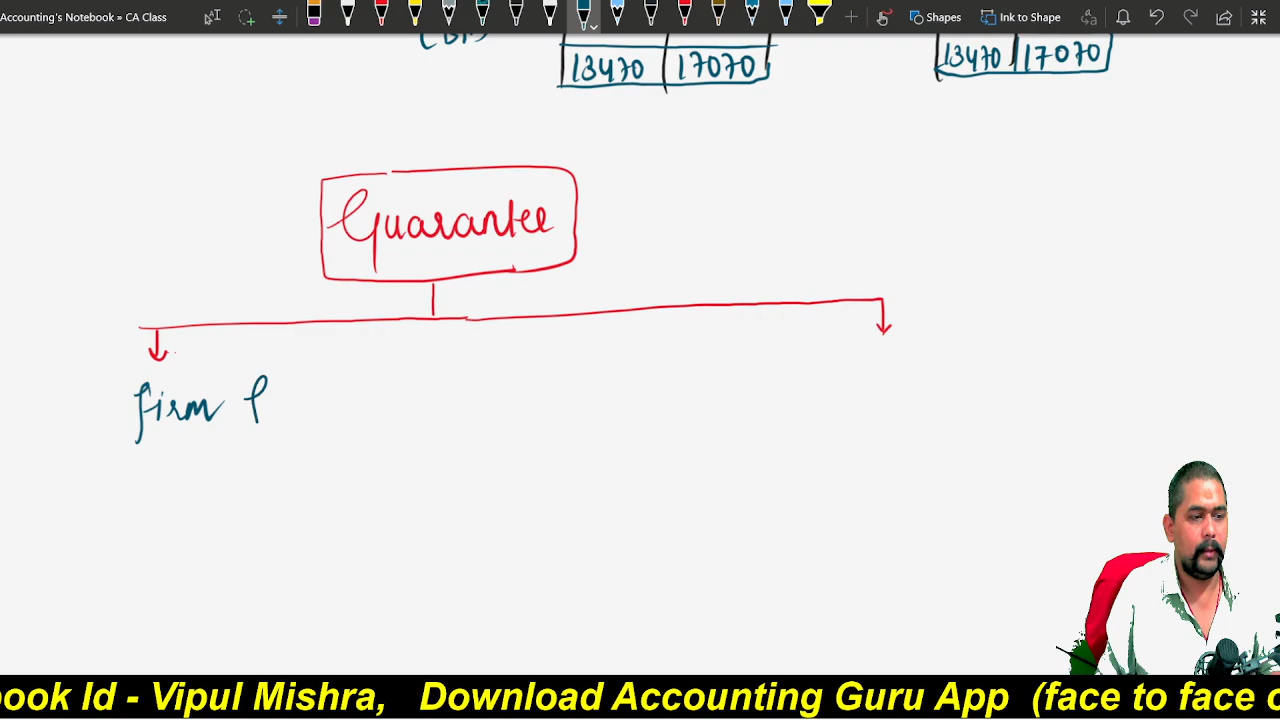 Accounting's Notebook » CA Class
Shapes
Ink to Shape
13470 17070
13470 17070
Guarantee
firm
book Id - Vipul Mishra, Download Accounting Guru App (face to face